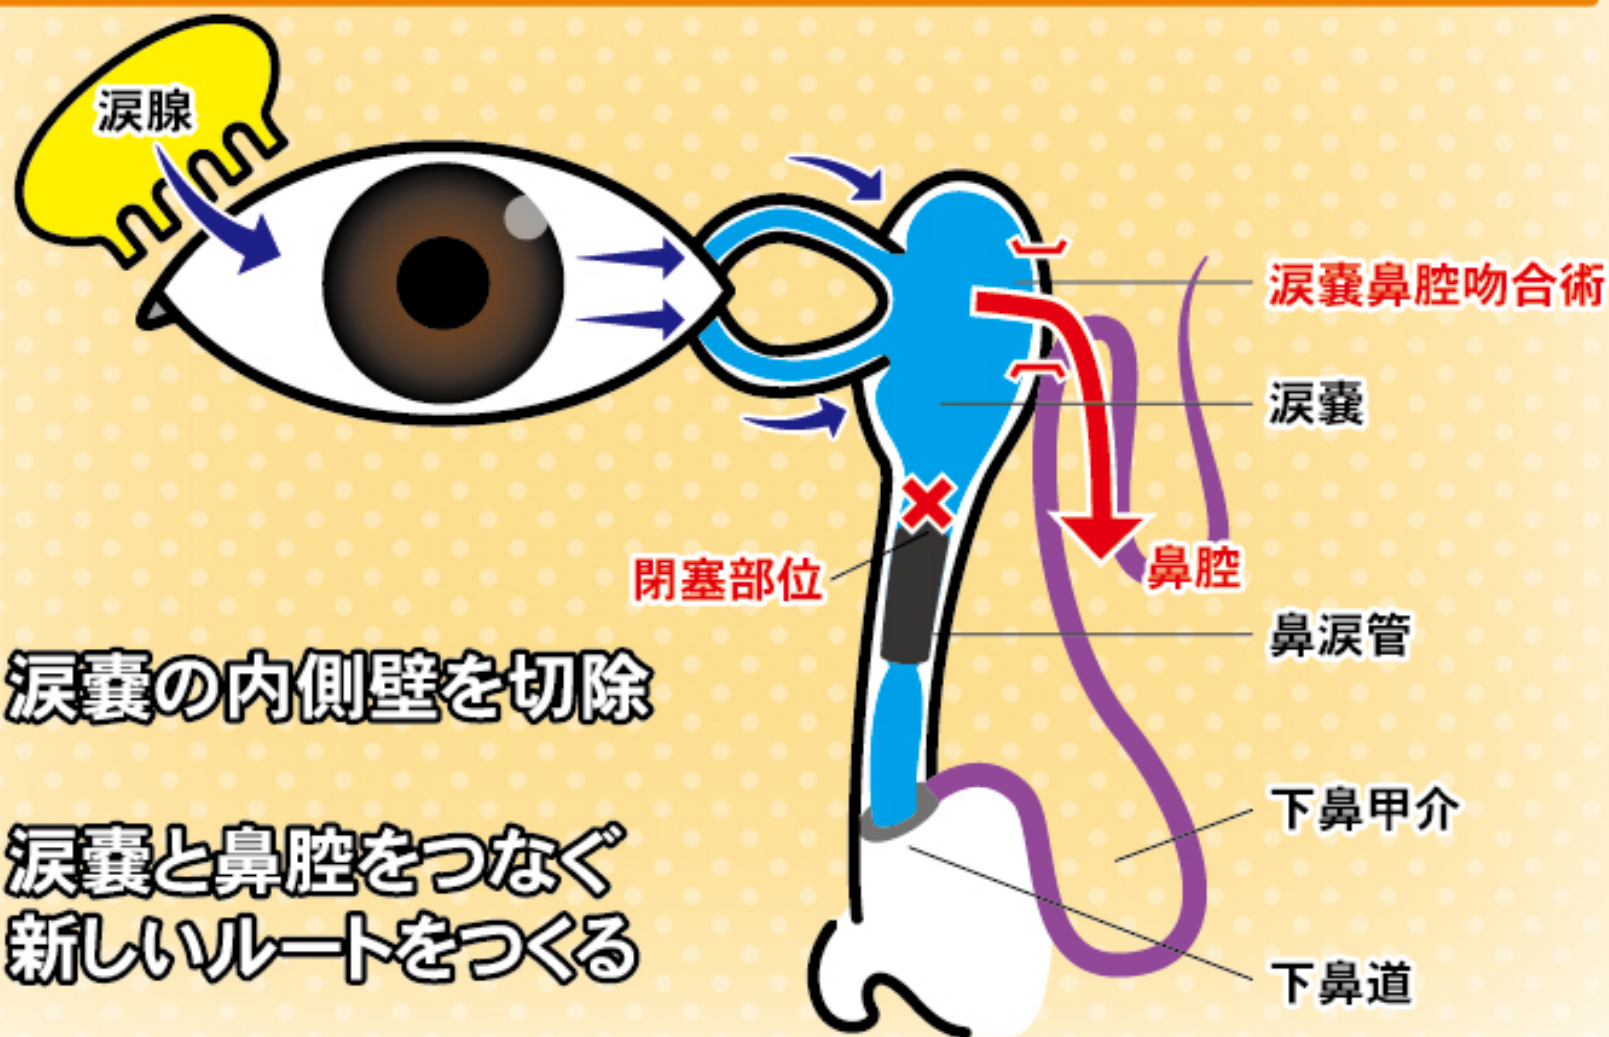 涙腺
涙嚢鼻腔吻合術
涙嚢
閉塞部位
鼻腔
鼻涙管
涙嚢の内側壁を切除
下鼻甲介
涙嚢と鼻腔をつなぐ
新しいルートをつくる
下鼻道